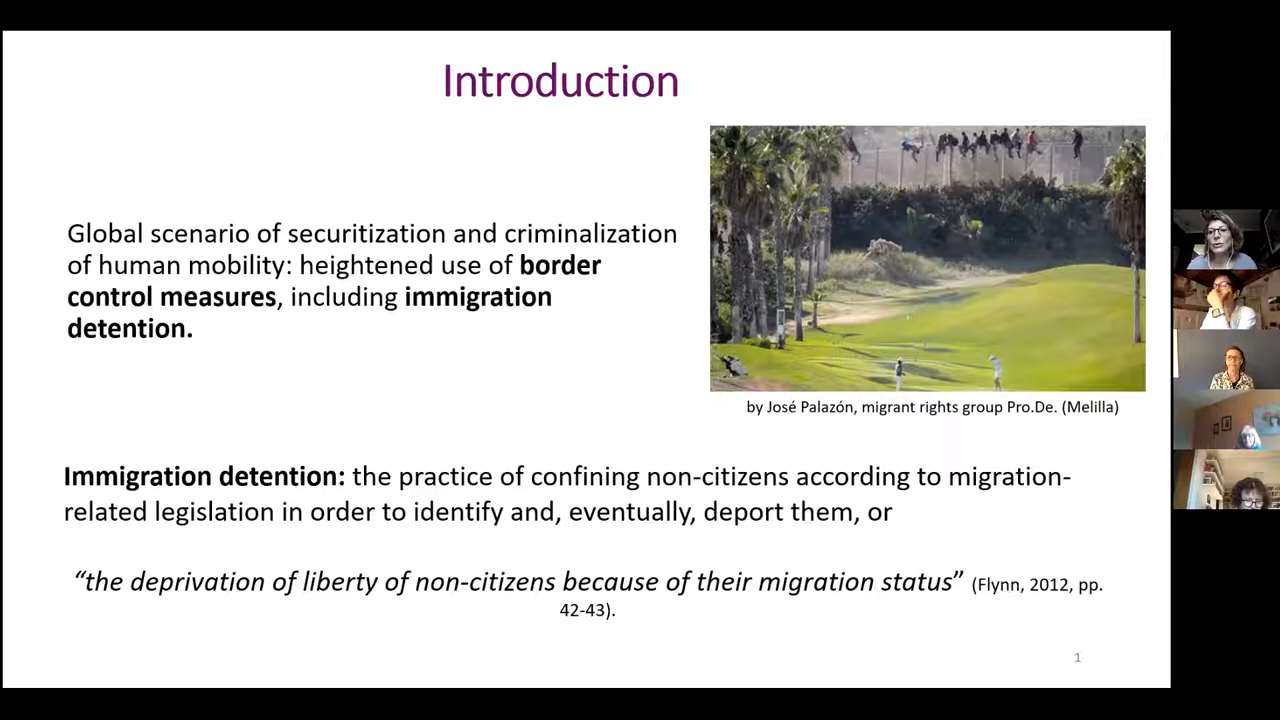 Introduction
Global scenario of securitization and criminalization
of human mobility: heightened use of border
control measures, including immigration
detention.
by José Palazón, migrant rights group Pro.De. (Melilla)
Immigration detention: the practice of confining non-citizens according to migration-
related legislation in order to identify and, eventually, deport them, or
“the deprivation of liberty of non-citizens because of their migration status” (Flynn, 2012, pp.
42-43).
1